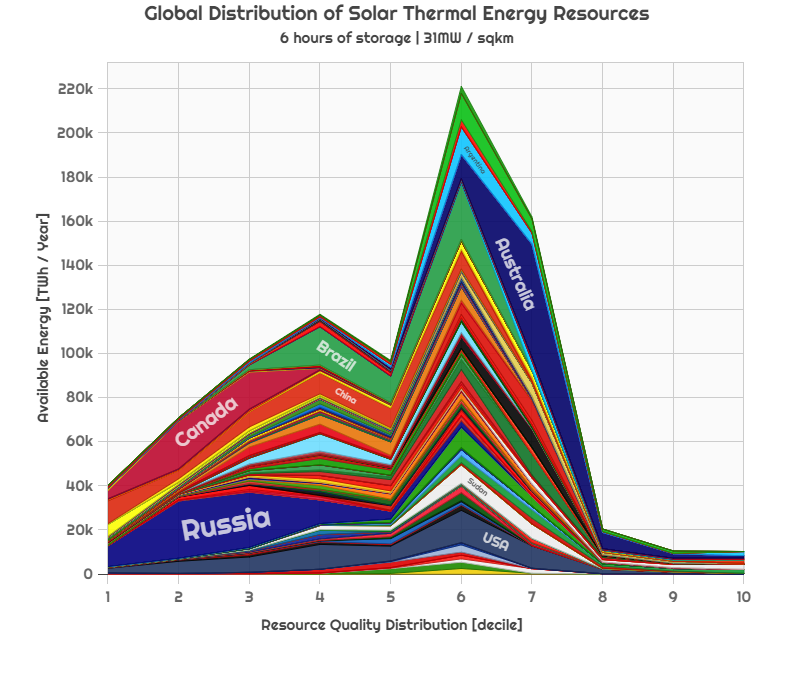 Global Distribution of Solar Thermal Energy Resources
6 hours of storage | 31MW / sqkm
Available Energy [TWh / Year]
220k
200k
180k
160k
140k
120k
100k
80k
60k
40k
20k
0
Argentina
Australia
Brazil
China
Canada
Russia
Sudan
USA
1 2 3 4 5 6 7 8 9 10
Resource Quality Distribution [decile]